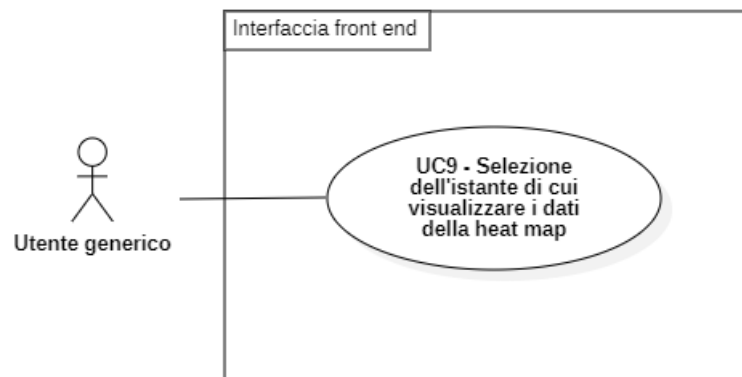 Interfaccia front end
UC9 - Selezione
dell'istante di cui
visualizzare i dati
della heat map
Utente generico